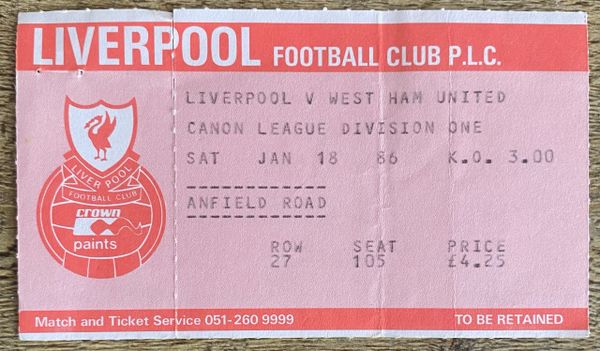 LIVERPOOL FOOTBALL CLUB P.L.C.
LIVERPOOL V WEST HAM UNITED
CANON LEAGUE DIVISION ONE
SAT JAN 18 86 K.O. 3.00
ANFIELD ROAD
ROW SEAT PRICE
27 105 £4.25
LIVERPOOL
FOOTBALL CLUB
crown
paints
Match and Ticket Service 051-260 9999 TO BE RETAINED